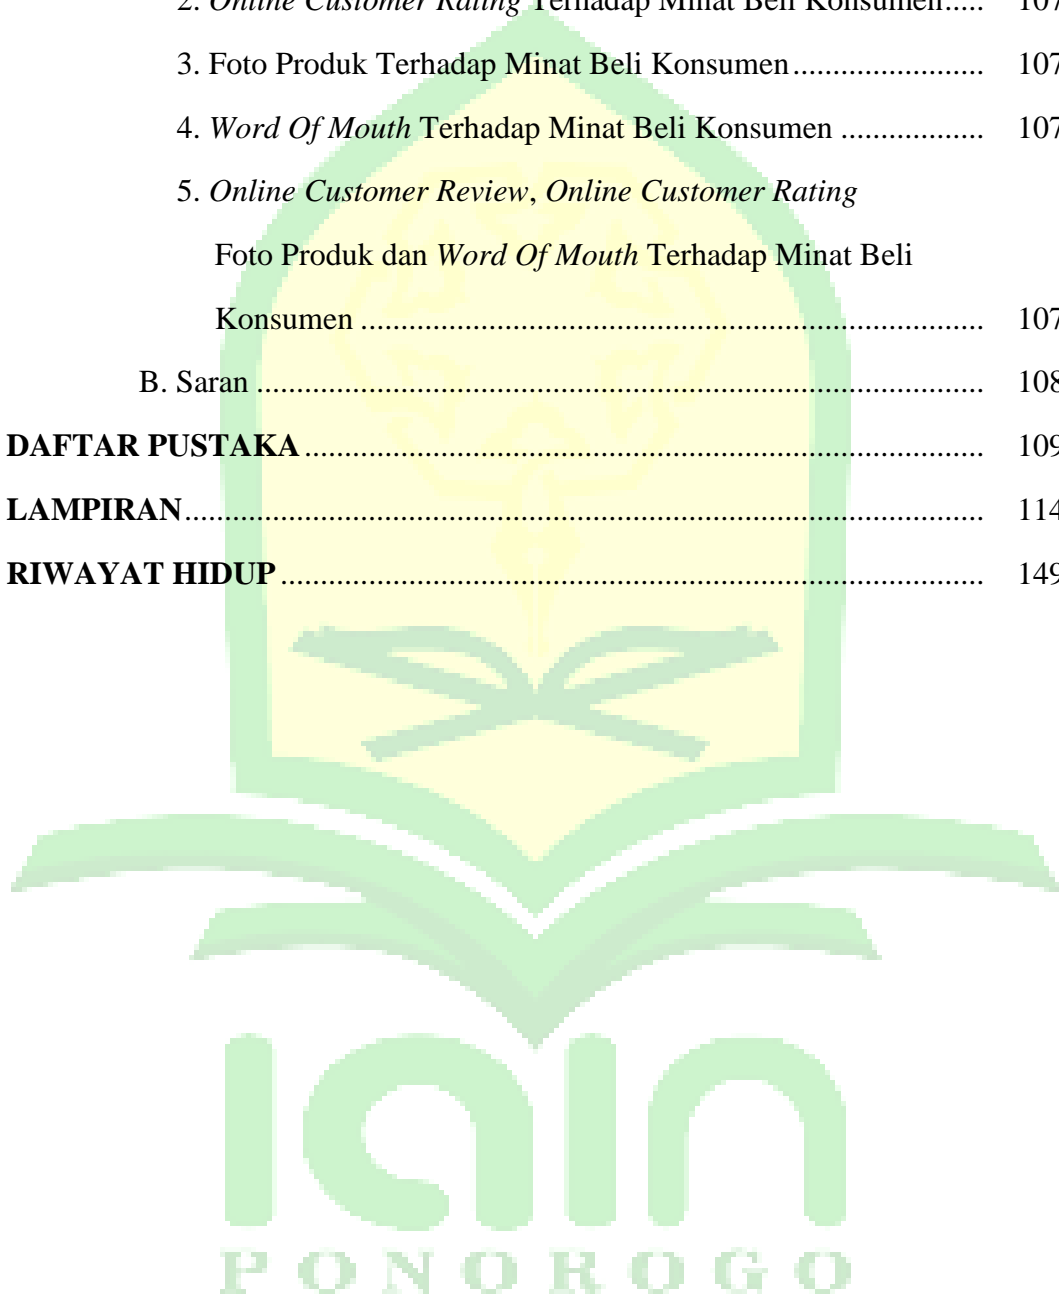 2. Online Customer Rating Terhadap Minat Beli Konsumen..... 107
3. Foto Produk Terhadap Minat Beli Konsumen........................ 107
4. Word Of Mouth Terhadap Minat Beli Konsumen .................. 107
5. Online Customer Review, Online Customer Rating
Foto Produk dan Word Of Mouth Terhadap Minat Beli
Konsumen .............................................................................. 107
B. Saran ........................................................................................... 108
DAFTAR PUSTAKA..................................................................................... 109
LAMPIRAN.................................................................................................... 114
RIWAYAT HIDUP ........................................................................................ 149
IAIN
PONOROGO